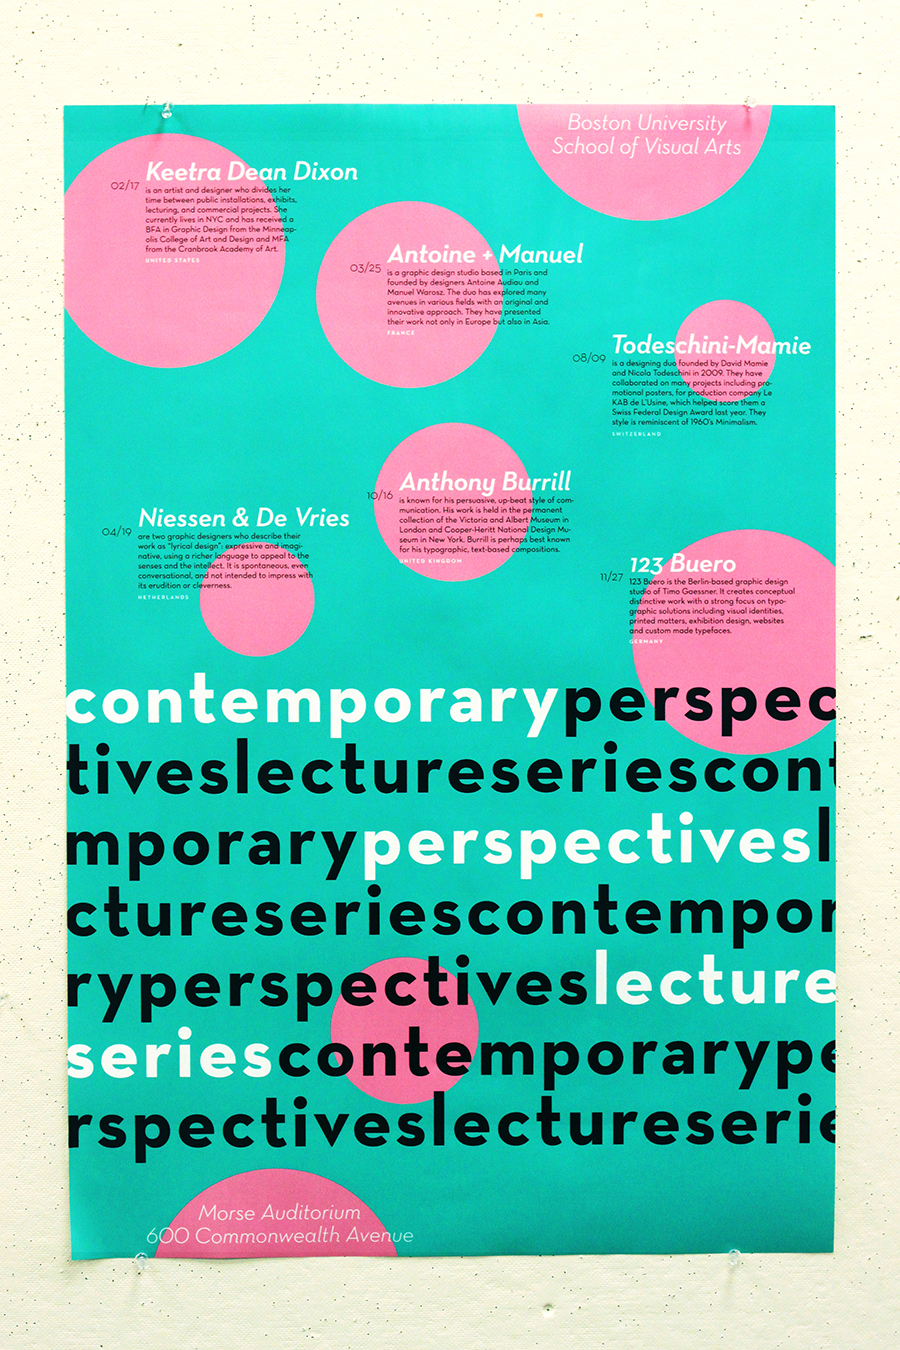 Boston University
School of Visual Arts
02/17
Keetra Dean Dixon
is an artist and designer who divides her
time between public installations, exhibits,
lecturing, and commercial projects. She
currently lives in NYC and has received a
BFA in Graphic Design from the Minneap-
olis College of Art and Design and MFA
from the Cranbrook Academy of Art.
UNITED STATES
03/25
Antoine + Manuel
is a graphic design studio based in Paris and
founded by designers Antoine Audiau and
Manuel Warosz. The duo has explored many
avenues in various fields with an original and
innovative approach. They have presented
their work not only in Europe but also in Asia.
FRANCE
08/09
Todeschini-Mamie
is a designing duo founded by David Mamie
and Nicola Todeschini in 2009. They have
collaborated on many projects including pro-
motional posters, for production company Le
KAB de L'Usine, which helped score them a
Swiss Federal Design Award last year. They
style is reminiscent of 1960's Minimalism.
SWITZERLAND
10/16
Anthony Burrill
is known for his persuasive, up-beat style of com-
munication. His work is held in the permanent
collection of the Victoria and Albert Museum in
London and Cooper-Heritt National Design Mu-
seum in New York, Burrill is perhaps best known
for his typographic, text-based compositions.
UNITED KINGDOM
04/19
Niessen & De Vries
are two graphic designers who describe their
work as "lyrical design": expressive and imagi-
native, using a richer language to appeal to the
senses and the intellect. It is spontaneous, even
conversational, and not intended to impress with
its erudition or cleverness.
NETHERLANDS
11/27
123 Buero
123 Buero is the Berlin-based graphic design
studio of Timo Gaessner. It creates conceptual
distinctive work with a strong focus on typo-
graphic solutions including visual identities,
printed matters, exhibition design, websites
and custom made typefaces.
GERMANY
contemporaryperspec
tiveslectureseriescont
mporaryperspectivesl
ctureseriescontempor
ryperspectiveslecture
seriescontemporarype
rspectiveslectureserie
Morse Auditorium
600 Commonwealth Avenue